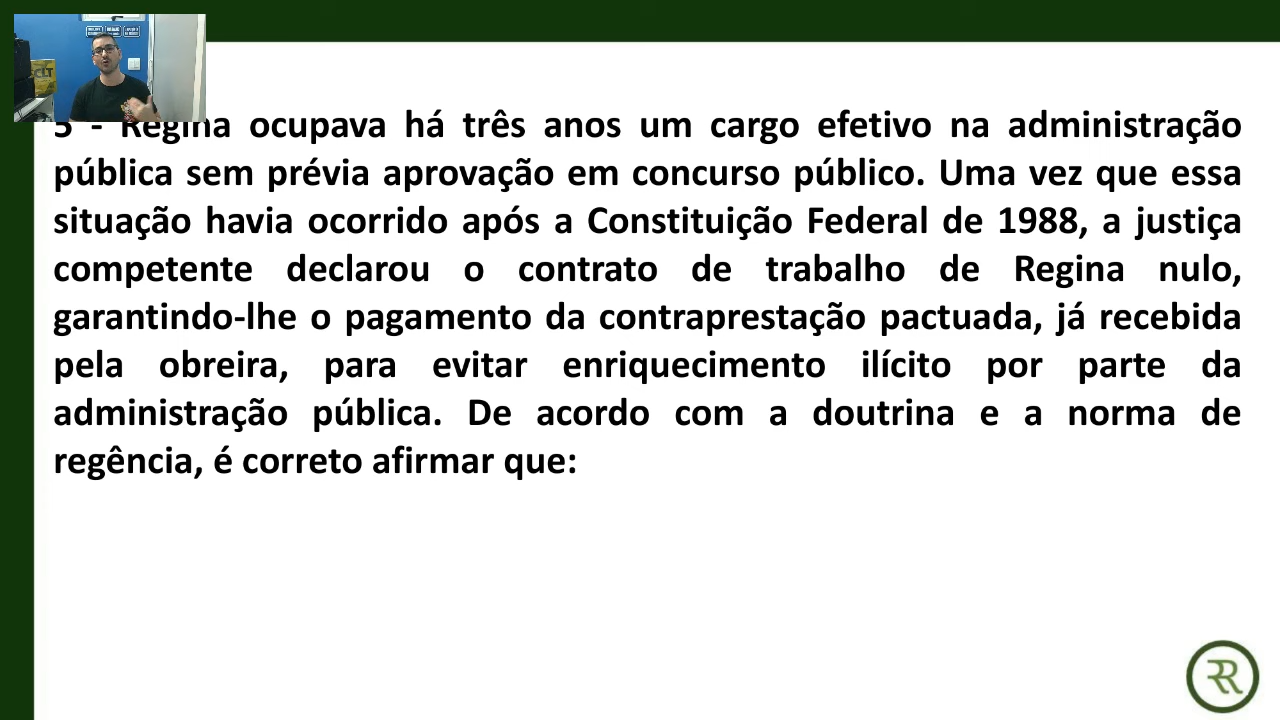 5 - Regina ocupava há três anos um cargo efetivo na administração
pública sem prévia aprovação em concurso público. Uma vez que essa
situação havia ocorrido após a Constituição Federal de 1988, a justiça
competente declarou o contrato de trabalho de Regina nulo,
garantindo-lhe o pagamento da contraprestação pactuada, já recebida
pela obreira, para evitar enriquecimento ilícito por parte da
administração pública. De acordo com a doutrina e a norma de
regência, é correto afirmar que: